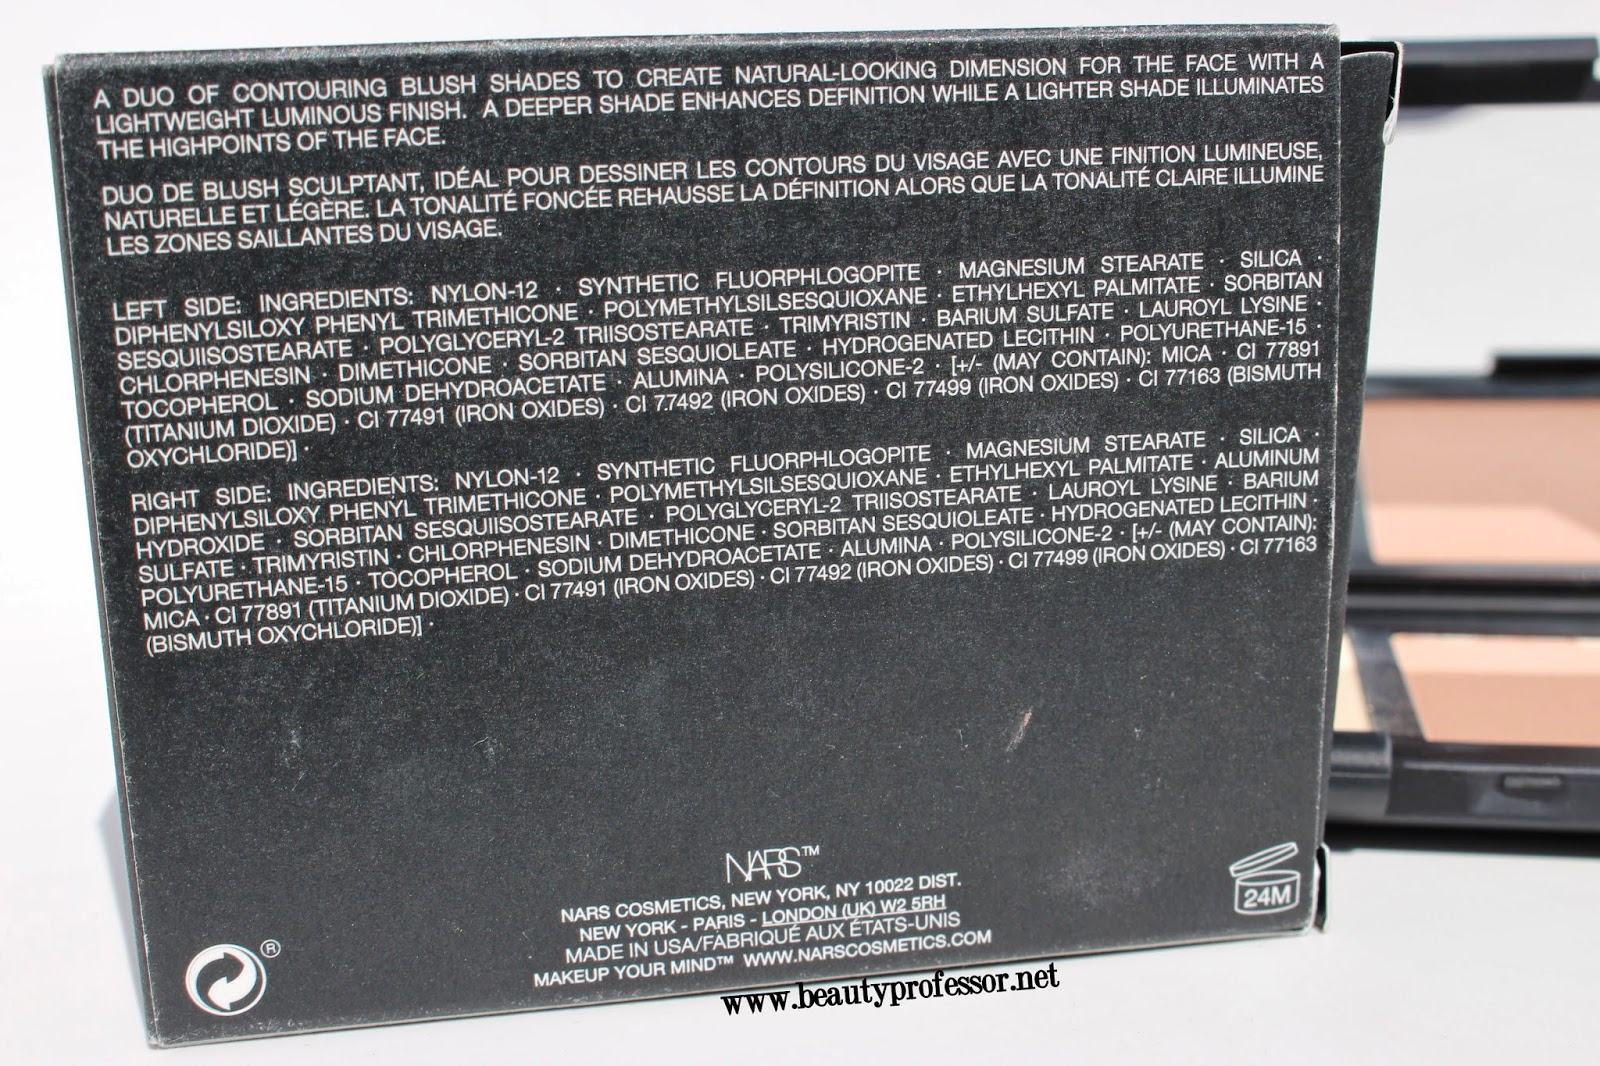 A DUO OF CONTOURING BLUSH SHADES TO CREATE NATURAL-LOOKING DIMENSION FOR THE FACE WITH A
LIGHTWEIGHT LUMINOUS FINISH. A DEEPER SHADE ENHANCES DEFINITION WHILE A LIGHTER SHADE ILLUMINATES
THE HIGHPOINTS OF THE FACE.
DUO DE BLUSH SCULPTANT, IDÉAL POUR DESSINER LES CONTOURS DU VISAGE AVEC UNE FINITION LUMINEUSE,
NATURELLE ET LÉGÈRE. LA TONALITÉ FONCÉE REHAUSSE LA DÉFINITION ALORS QUE LA TONALITÉ CLAIRE ILLUMINE
LES ZONES SAILLANTES DU VISAGE.
LEFT SIDE: INGREDIENTS: NYLON-12 · SYNTHETIC FLUORPHLOGOPITE · MAGNESIUM STEARATE · SILICA ·
DIPHENYLSILOXY PHENYL TRIMETHICONE · POLYMETHYLSILSESQUIOXANE · ETHYLHEXYL PALMITATE · SORBITAN
SESQUIISOSTEARATE · POLYGLYCERYL-2 TRIISOSTEARATE · TRIMYRISTIN · BARIUM SULFATE · LAUROYL LYSINE ·
CHLORPHENESIN · DIMETHICONE · SORBITAN SESQUIOLEATE · HYDROGENATED LECITHIN · POLYURETHANE-15 ·
TOCOPHEROL · SODIUM DEHYDROACETATE · ALUMINA · POLYSILICONE-2 · [+/- (MAY CONTAIN): MICA · CI 77891
(TITANIUM DIOXIDE) · CI 77491 (IRON OXIDES) · CI 7.7492 (IRON OXIDES) · CI 77499 (IRON OXIDES) · CI 77163 (BISMUTH
OXYCHLORIDE)] ·
RIGHT SIDE: INGREDIENTS: NYLON-12 · SYNTHETIC FLUORPHLOGOPITE · MAGNESIUM STEARATE · SILICA ·
DIPHENYLSILOXY PHENYL TRIMETHICONE · POLYMETHYLSILSESQUIOXANE · ETHYLHEXYL PALMITATE · ALUMINUM
HYDROXIDE · SORBITAN SESQUIISOSTEARATE · POLYGLYCERYL-2 TRIISOSTEARATE · LAUROYL LYSINE · BARIUM
SULFATE · TRIMYRISTIN · CHLORPHENESIN DIMETHICONE · SORBITAN SESQUIOLEATE · HYDROGENATED LECITHIN ·
POLYURETHANE-15 · TOCOPHEROL · SODIUM DEHYDROACETATE · ALUMINA · POLYSILICONE-2 · [+/- (MAY CONTAIN):
MICA · CI 77891 (TITANIUM DIOXIDE) · CI 77491 (IRON OXIDES) · CI 77492 (IRON OXIDES) · CI 77499 (IRON OXIDES) · CI 77163
(BISMUTH OXYCHLORIDE)] ·
NARS™
NARS COSMETICS, NEW YORK, NY 10022 DIST.
NEW YORK - PARIS - LONDON (UK) W2 5RH
MADE IN USA/FABRIQUÉ AUX ÉTATS-UNIS
MAKEUP YOUR MIND™ WWW.NARSCOSMETICS.COM
®
24M
www.beautyprofessor.net